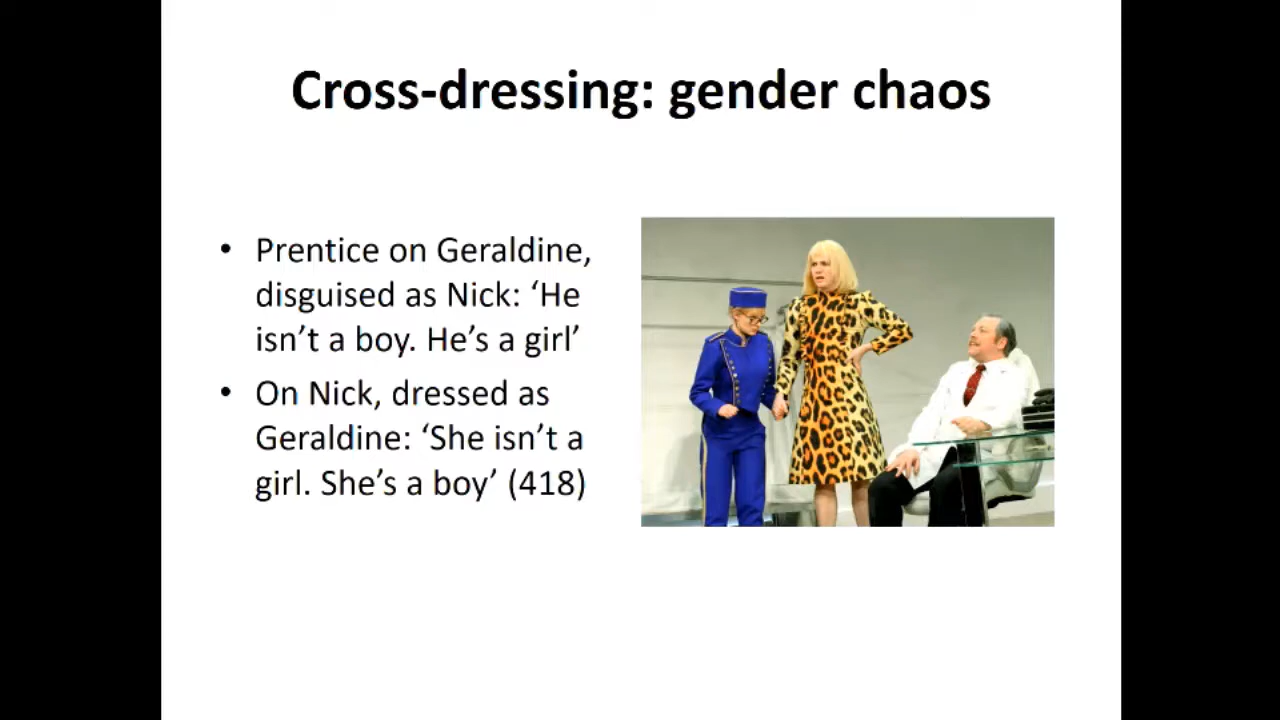 Cross-dressing: gender chaos
• Prentice on Geraldine,
disguised as Nick: ‘He
isn’t a boy. He’s a girl’
• On Nick, dressed as
Geraldine: ‘She isn’t a
girl. She’s a boy’ (418)